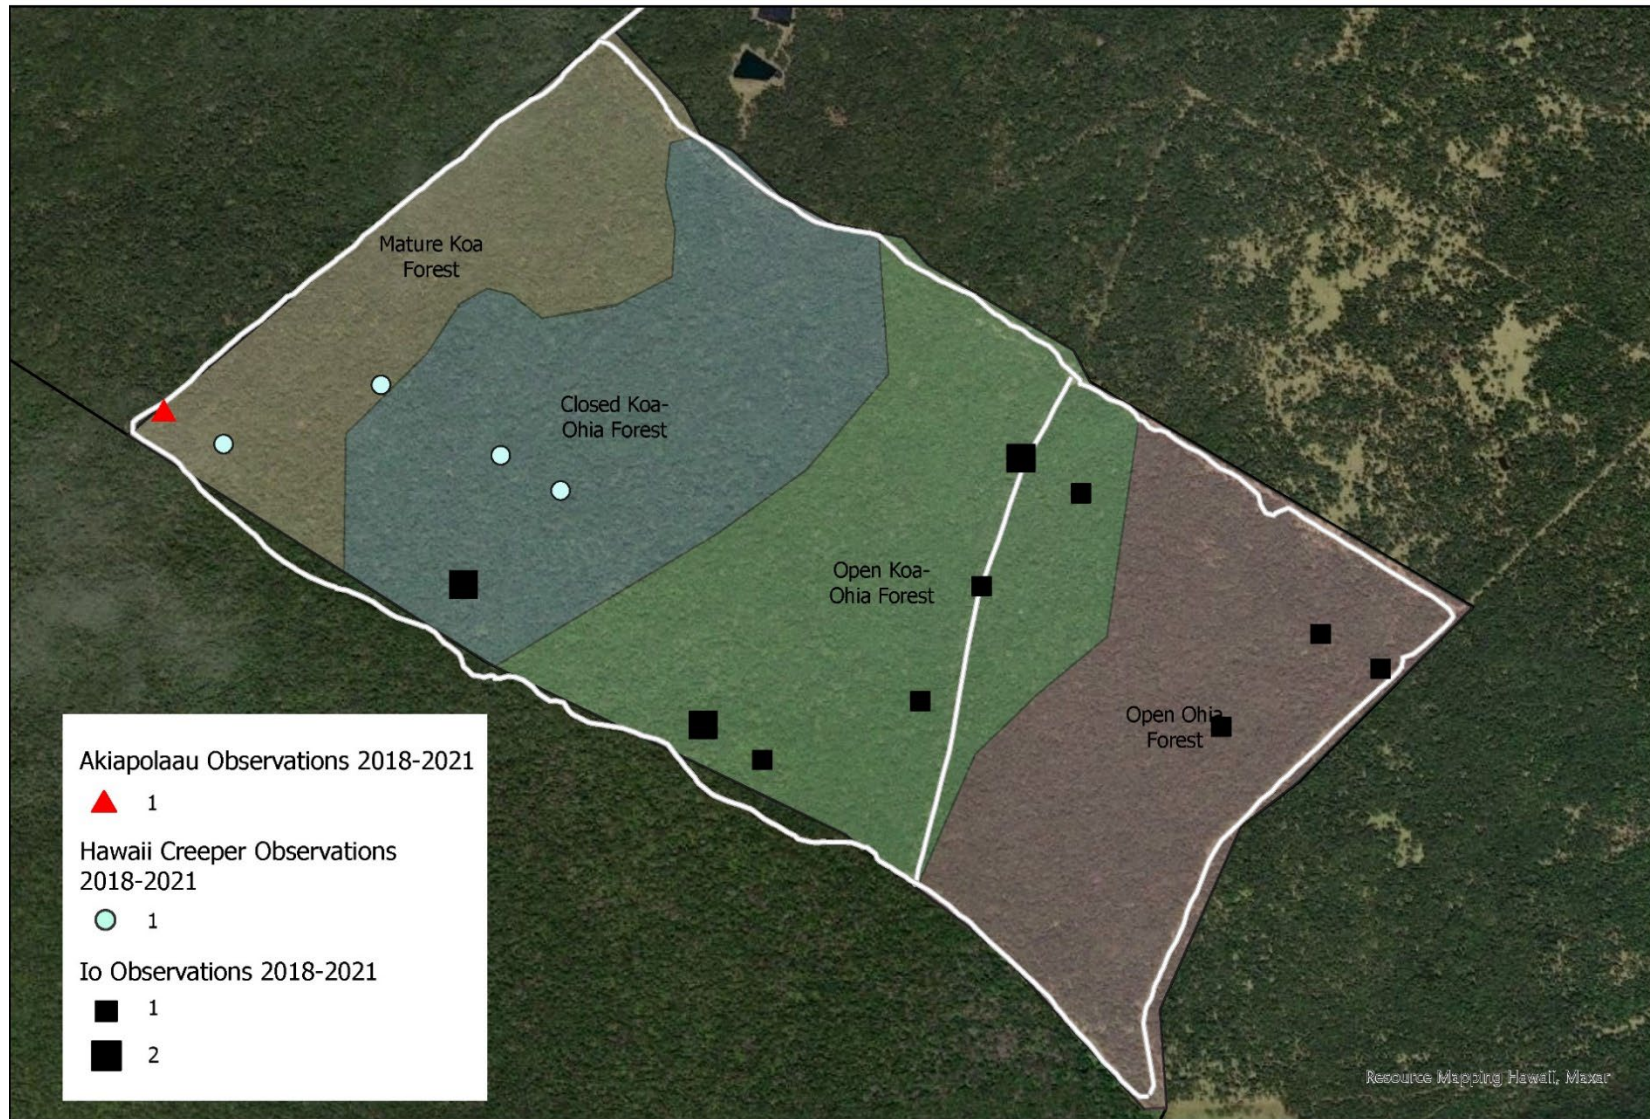 Mature Koa
Forest
Closed Koa-
Ohia Forest
Open Koa-
Ohia Forest
Open Ohia
Forest
Akiapolaau Observations 2018-2021
1
Hawaii Creeper Observations
2018-2021
1
Io Observations 2018-2021
1
2
Resource Mapping Hawaii, Maxar